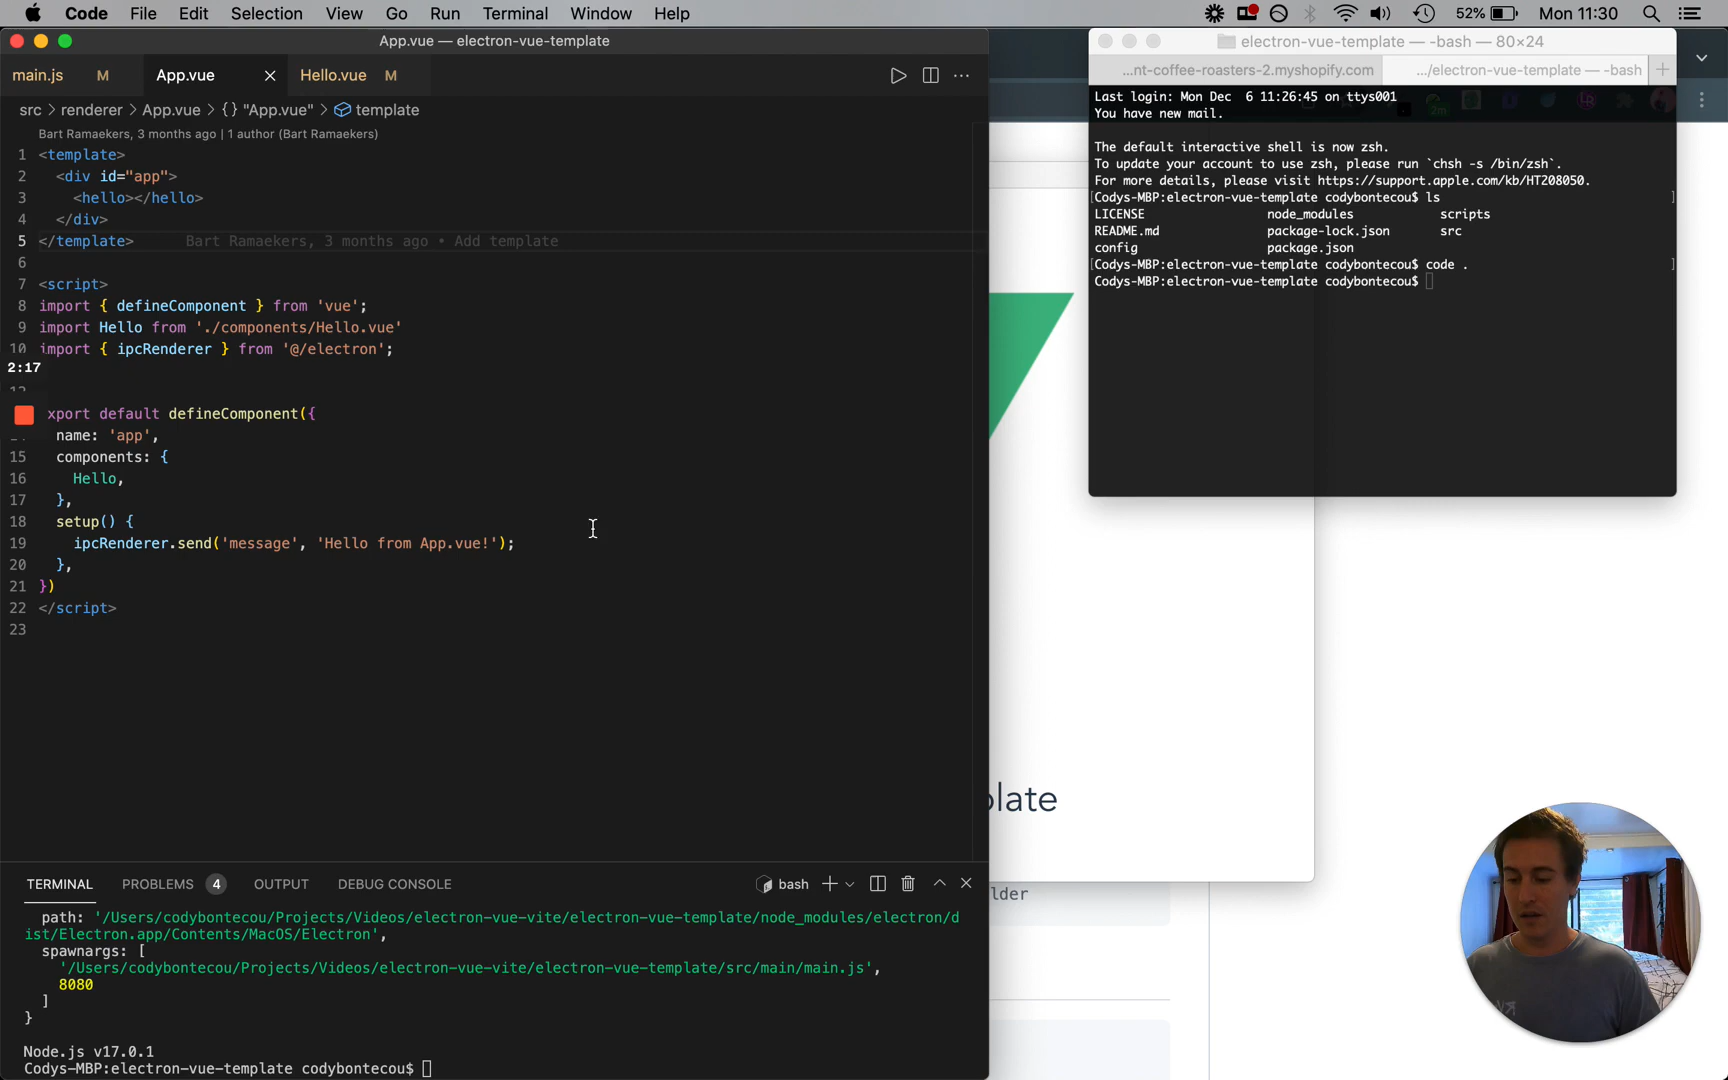 Code File Edit Selection View Go Run Terminal Window Help
52% Mon 11:30
App.vue — electron-vue-template
main.js M App.vue Hello.vue M
src > renderer > App.vue > {} "App.vue" > template
Bart Ramaekers, 3 months ago | 1 author (Bart Ramaekers)
1 <template>
2 <div id="app">
3 <hello></hello>
4 </div>
5 </template> Bart Ramaekers, 3 months ago • Add template
6
7 <script>
8 import { defineComponent } from 'vue';
9 import Hello from './components/Hello.vue'
10 import { ipcRenderer } from '@/electron';
2:17
xport default defineComponent({
name: 'app',
15 components: {
16 Hello,
17 },
18 setup() {
19 ipcRenderer.send('message', 'Hello from App.vue!');
20 },
21 })
22 </script>
23
TERMINAL PROBLEMS 4 OUTPUT DEBUG CONSOLE bash
path: '/Users/codybontecou/Projects/Videos/electron-vue-vite/electron-vue-template/node_modules/electron/d
ist/Electron.app/Contents/MacOS/Electron',
spawnargs: [
'/Users/codybontecou/Projects/Videos/electron-vue-vite/electron-vue-template/src/main/main.js',
8080
]
}
Node.js v17.0.1
Codys-MBP:electron-vue-template codybontecou$
electron-vue-template — -bash — 80×24
...nt-coffee-roasters-2.myshopify.com .../electron-vue-template — -bash
Last login: Mon Dec 6 11:26:45 on ttys001
You have new mail.
The default interactive shell is now zsh.
To update your account to use zsh, please run `chsh -s /bin/zsh`.
For more details, please visit https://support.apple.com/kb/HT208050.
[Codys-MBP:electron-vue-template codybontecou$ ls ]
LICENSE node_modules scripts
README.md package-lock.json src
config package.json
[Codys-MBP:electron-vue-template codybontecou$ code . ]
Codys-MBP:electron-vue-template codybontecou$
2m
plate
lder